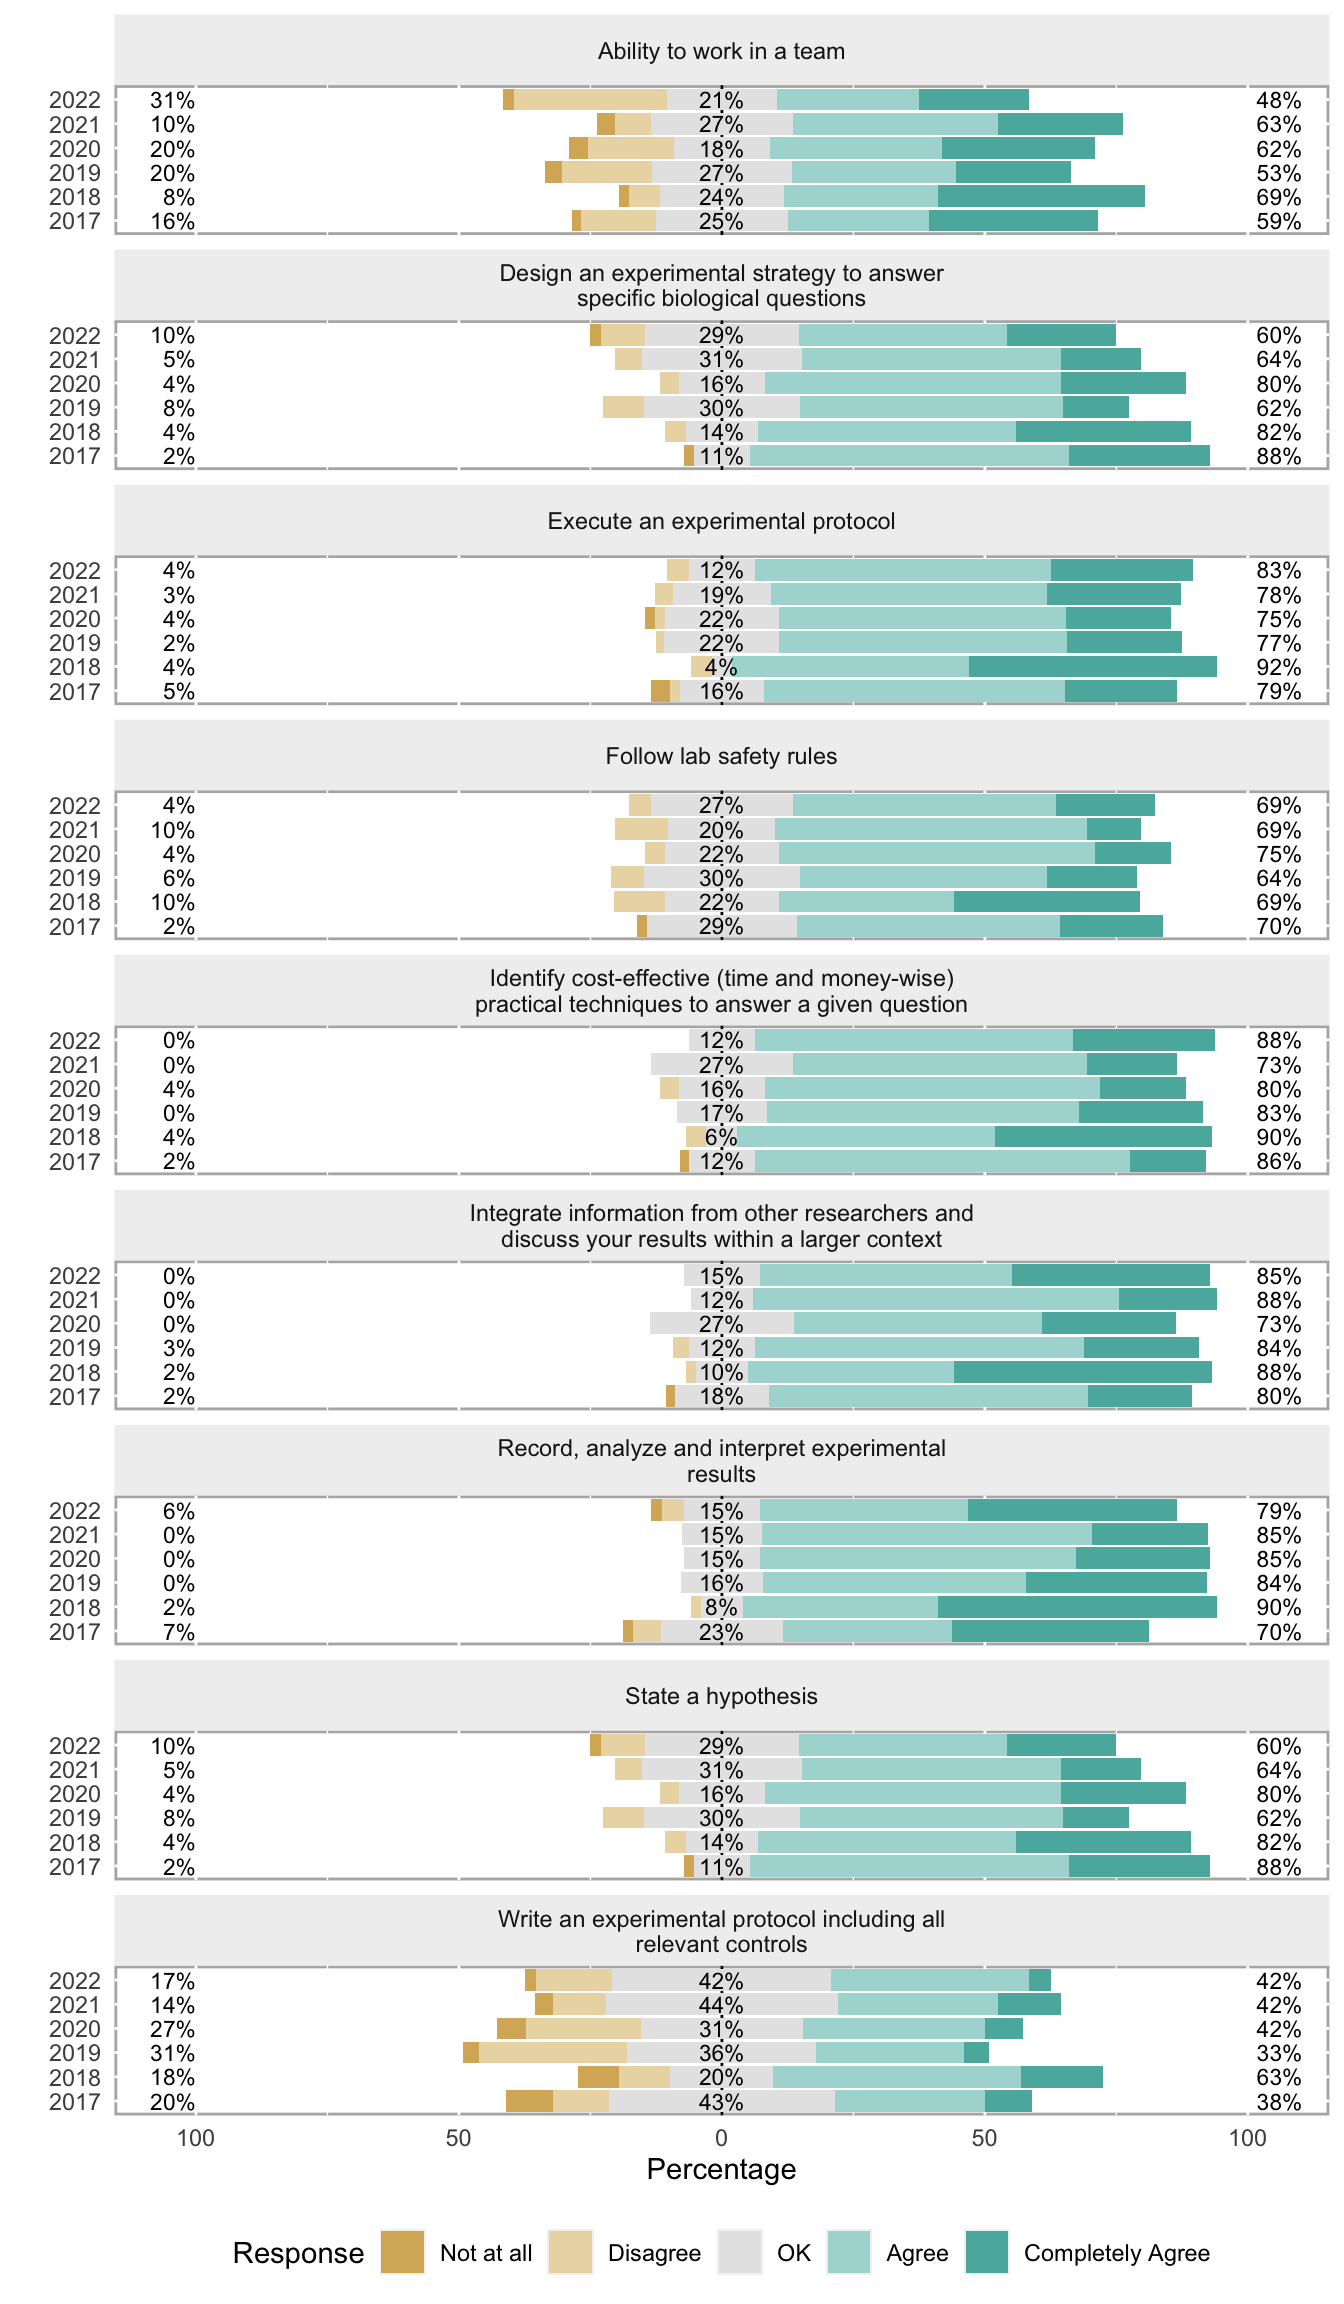 Ability to work in a team
2022 31% 21% 48%
2021 10% 27% 63%
2020 20% 18% 62%
2019 20% 27% 53%
2018 8% 24% 69%
2017 16% 25% 59%
Design an experimental strategy to answer
specific biological questions
2022 10% 29% 60%
2021 5% 31% 64%
2020 4% 16% 80%
2019 8% 30% 62%
2018 4% 14% 82%
2017 2% 11% 88%
Execute an experimental protocol
2022 4% 12% 83%
2021 3% 19% 78%
2020 4% 22% 75%
2019 2% 22% 77%
2018 4% 4% 92%
2017 5% 16% 79%
Follow lab safety rules
2022 4% 27% 69%
2021 10% 20% 69%
2020 4% 22% 75%
2019 6% 30% 64%
2018 10% 22% 69%
2017 2% 29% 70%
Identify cost-effective (time and money-wise)
practical techniques to answer a given question
2022 0% 12% 88%
2021 0% 27% 73%
2020 4% 16% 80%
2019 0% 17% 83%
2018 4% 6% 90%
2017 2% 12% 86%
Integrate information from other researchers and
discuss your results within a larger context
2022 0% 15% 85%
2021 0% 12% 88%
2020 0% 27% 73%
2019 3% 12% 84%
2018 2% 10% 88%
2017 2% 18% 80%
Record, analyze and interpret experimental
results
2022 6% 15% 79%
2021 0% 15% 85%
2020 0% 15% 85%
2019 0% 16% 84%
2018 2% 8% 90%
2017 7% 23% 70%
State a hypothesis
2022 10% 29% 60%
2021 5% 31% 64%
2020 4% 16% 80%
2019 8% 30% 62%
2018 4% 14% 82%
2017 2% 11% 88%
Write an experimental protocol including all
relevant controls
2022 17% 42% 42%
2021 14% 44% 42%
2020 27% 31% 42%
2019 31% 36% 33%
2018 18% 20% 63%
2017 20% 43% 38%
100 50 0 50 100
Percentage
Response Not at all Disagree OK Agree Completely Agree